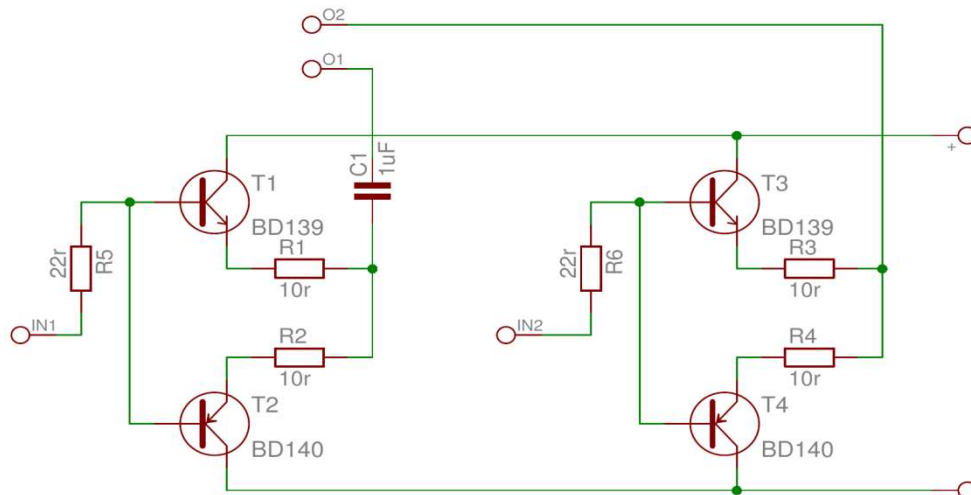 O2
O1
C1
1uF
+
T1
BD139
R1
10r
T3
BD139
R3
10r
22r
R5
22r
R6
IN1
IN2
R2
10r
T2
BD140
R4
10r
T4
BD140